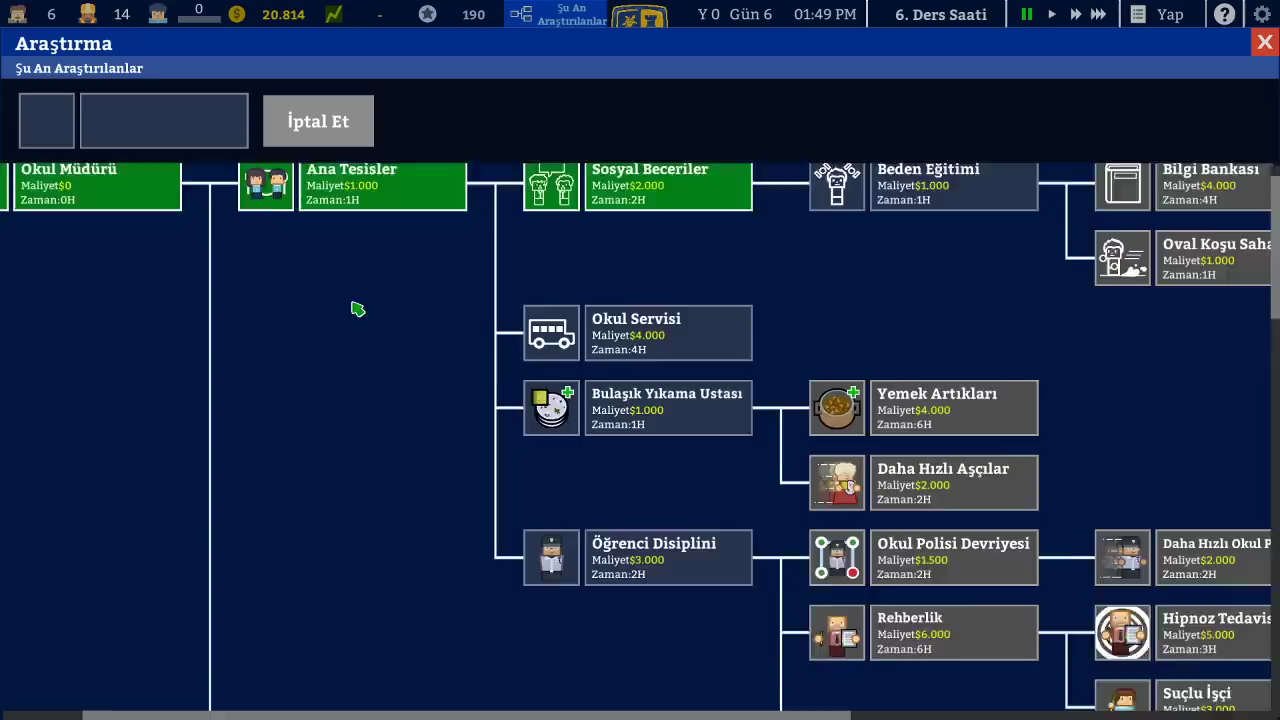 6
14
0
20.814
-
190
Şu An
Araştırılanlar
Y 0 Gün 6
01:49 PM
6. Ders Saati
Yap
?
Araştırma
X
Şu An Araştırılanlar
İptal Et
Okul Müdürü
Maliyet$0
Zaman:0H
Ana Tesisler
Maliyet$1.000
Zaman:1H
Sosyal Beceriler
Maliyet$2.000
Zaman:2H
Beden Eğitimi
Maliyet$1.000
Zaman:1H
Bilgi Bankası
Maliyet$4.000
Zaman:4H
Oval Koşu Saha
Maliyet$1.000
Zaman:1H
Okul Servisi
Maliyet$4.000
Zaman:4H
Bulaşık Yıkama Ustası
Maliyet$1.000
Zaman:1H
Yemek Artıkları
Maliyet$4.000
Zaman:6H
Daha Hızlı Aşçılar
Maliyet$2.000
Zaman:2H
Öğrenci Disiplini
Maliyet$3.000
Zaman:2H
Okul Polisi Devriyesi
Maliyet$1.500
Zaman:2H
Daha Hızlı Okul P
Maliyet$2.000
Zaman:2H
Rehberlik
Maliyet$6.000
Zaman:6H
Hipnoz Tedavis
Maliyet$5.000
Zaman:3H
Suçlu İşçi
Maliyet$3.000